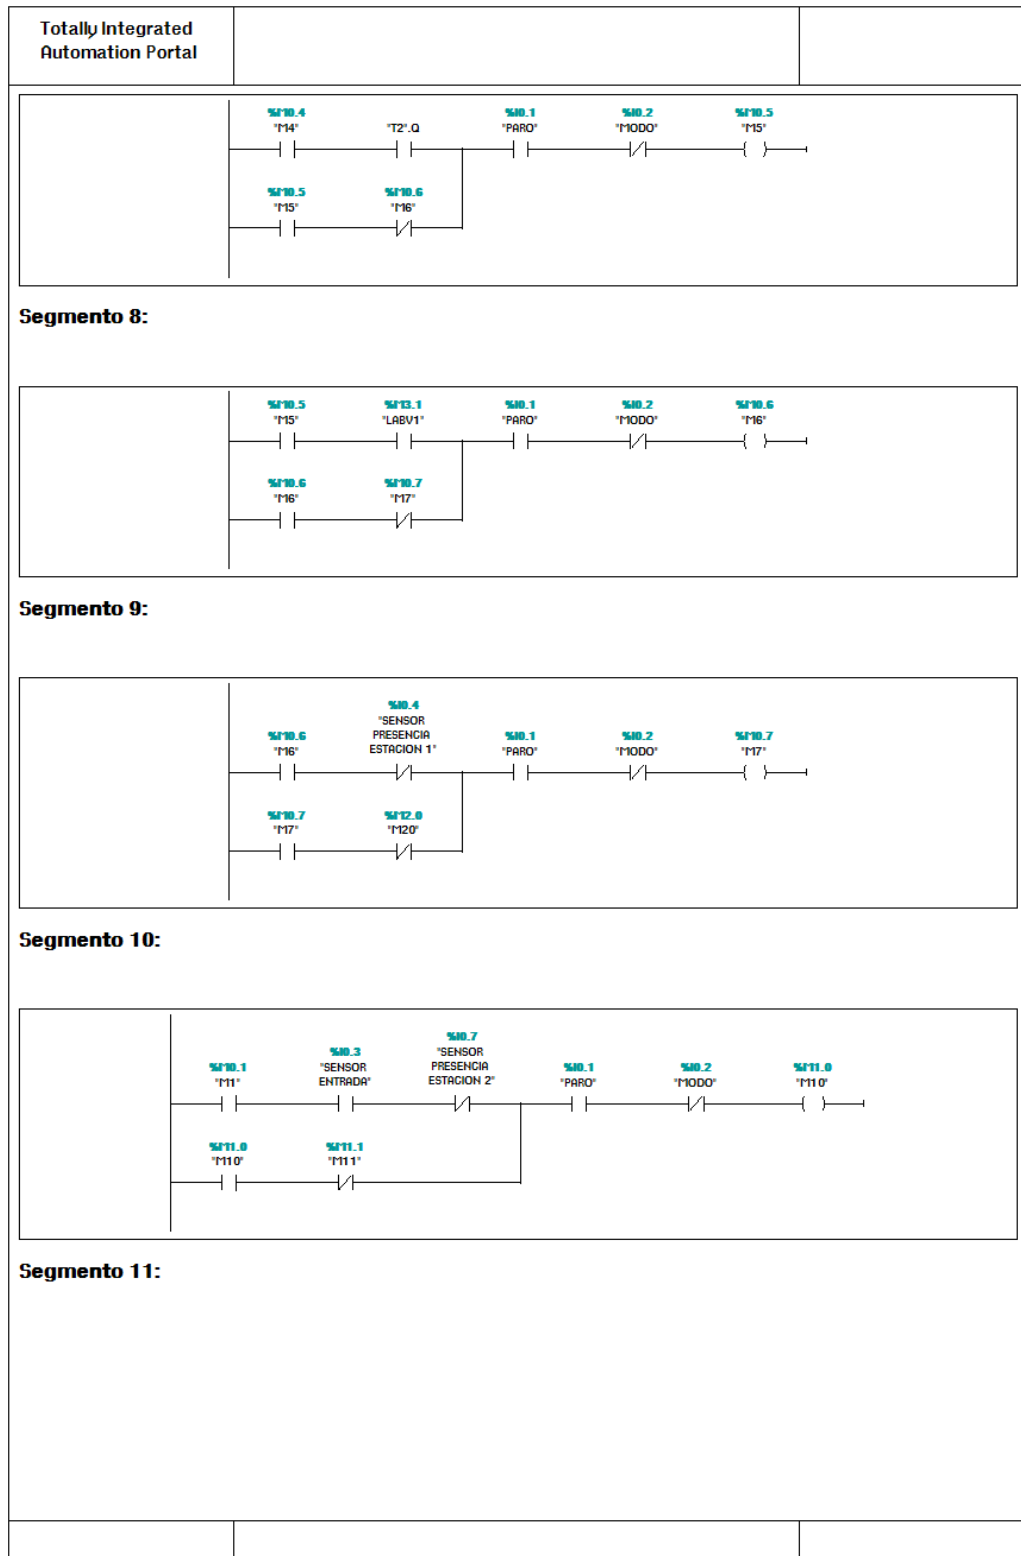 Totally Integrated
Automation Portal
%M10.4
"M4"
"T2".Q
%I0.1
"PARO"
%I0.2
"MODO"
%M10.5
"M5"
%M10.5
"M5"
%M10.6
"M6"
Segmento 8:
%M10.5
"M5"
%M13.1
"LABV1"
%I0.1
"PARO"
%I0.2
"MODO"
%M10.6
"M6"
%M10.6
"M6"
%M10.7
"M7"
Segmento 9:
%M10.6
"M6"
%I0.4
"SENSOR
PRESENCIA
ESTACION 1"
%I0.1
"PARO"
%I0.2
"MODO"
%M10.7
"M7"
%M10.7
"M7"
%M12.0
"M20"
Segmento 10:
%M10.1
"M1"
%I0.3
"SENSOR
ENTRADA"
%I0.7
"SENSOR
PRESENCIA
ESTACION 2"
%I0.1
"PARO"
%I0.2
"MODO"
%M11.0
"M10"
%M11.0
"M10"
%M11.1
"M11"
Segmento 11: